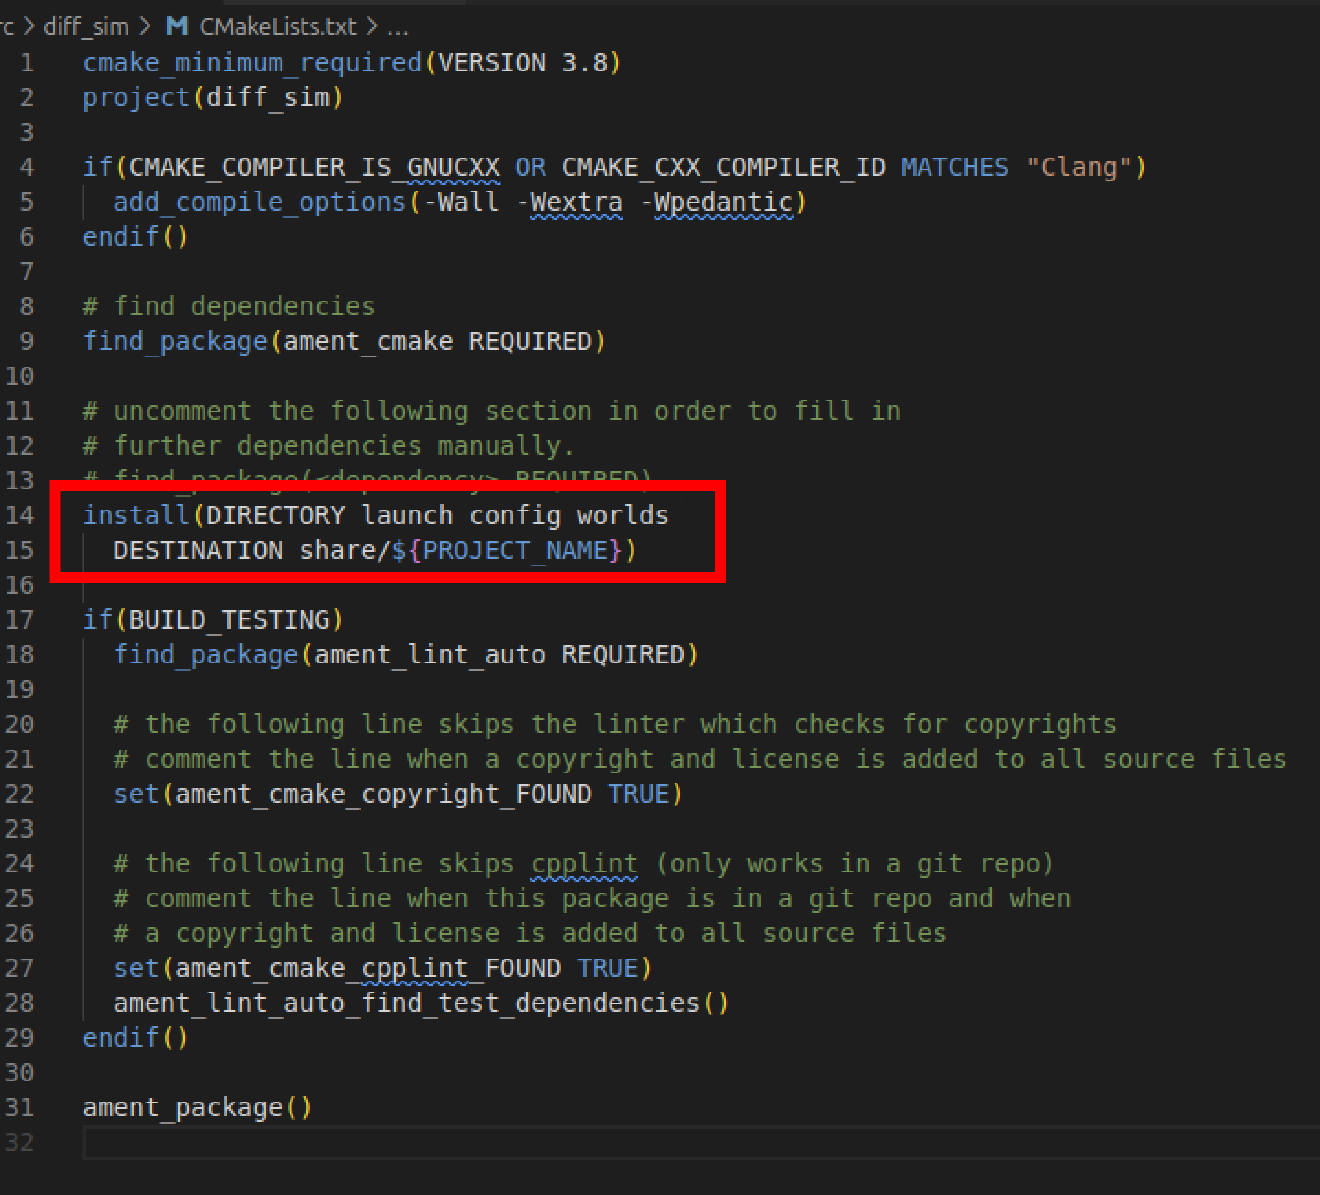 rc > diff_sim > M CMakeLists.txt > ...
1 cmake_minimum_required(VERSION 3.8)
2 project(diff_sim)
3
4 if(CMAKE_COMPILER_IS_GNUCXX OR CMAKE_CXX_COMPILER_ID MATCHES "Clang")
5 add_compile_options(-Wall -Wextra -Wpedantic)
6 endif()
7
8 # find dependencies
9 find_package(ament_cmake REQUIRED)
10
11 # uncomment the following section in order to fill in
12 # further dependencies manually.
13 # find_package(<dependency> REQUIRED)
14 install(DIRECTORY launch config worlds
15 DESTINATION share/${PROJECT_NAME})
16
17 if(BUILD_TESTING)
18 find_package(ament_lint_auto REQUIRED)
19
20 # the following line skips the linter which checks for copyrights
21 # comment the line when a copyright and license is added to all source files
22 set(ament_cmake_copyright_FOUND TRUE)
23
24 # the following line skips cpplint (only works in a git repo)
25 # comment the line when this package is in a git repo and when
26 # a copyright and license is added to all source files
27 set(ament_cmake_cpplint_FOUND TRUE)
28 ament_lint_auto_find_test_dependencies()
29 endif()
30
31 ament_package()
32